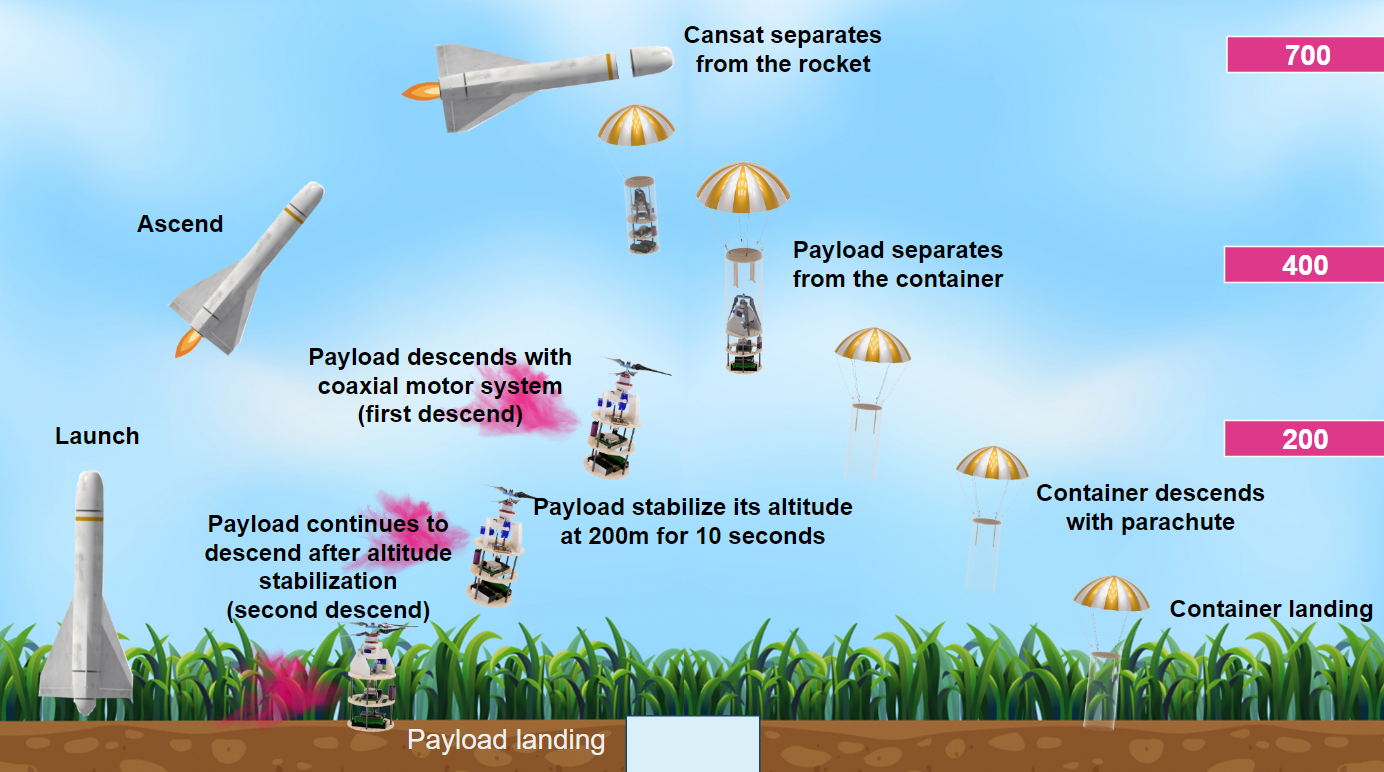 Cansat separates
from the rocket
700
Ascend
Payload separates
from the container
400
Payload descends with
coaxial motor system
(first descend)
Launch
200
Payload stabilize its altitude
at 200m for 10 seconds
Container descends
with parachute
Payload continues to
descend after altitude
stabilization
(second descend)
Container landing
Payload landing